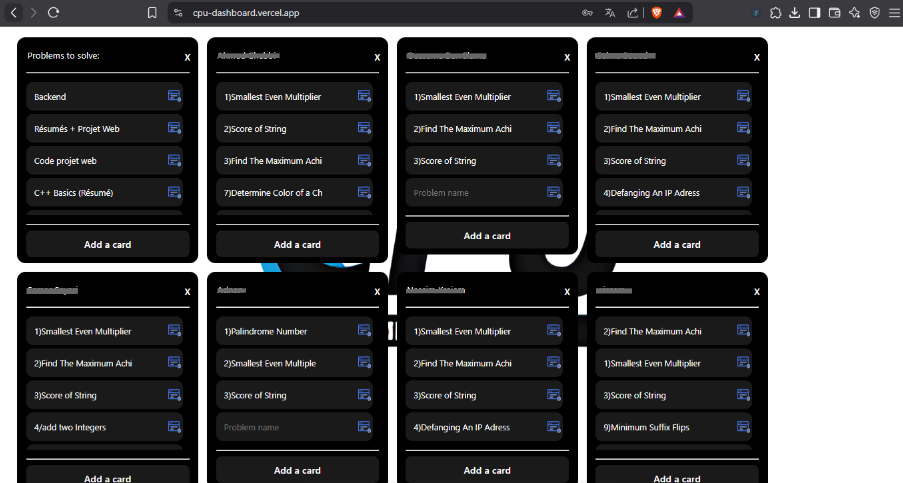 cpu-dashboard.vercel.app
Problems to solve:
X
Backend
Résumés + Projet Web
Code projet web
C++ Basics (Résumé)
Add a card
X
1)Smallest Even Multiplier
2)Score of String
3)Find The Maximum Achi
7)Determine Color of a Ch
Add a card
X
1)Smallest Even Multiplier
2)Find The Maximum Achi
3)Score of String
Problem name
Add a card
X
1)Smallest Even Multiplier
2)Find The Maximum Achi
3)Score of String
4)Defanging An IP Adress
Add a card
X
1)Smallest Even Multiplier
2)Find The Maximum Achi
3)Score of String
4/add two Integers
Add a card
X
1)Palindrome Number
2)Smallest Even Multiple
3)Score of String
Problem name
Add a card
X
1)Smallest Even Multiplier
2)Find The Maximum Achi
3)Score of String
4)Defanging An IP Adress
Add a card
X
2)Find The Maximum Achi
1)Smallest Even Multiplier
3)Score of String
9)Minimum Suffix Flips
Add a card